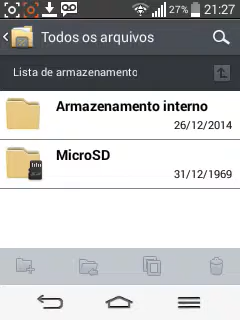 27% 21:27
Todos os arquivos
Lista de armazenamento
Armazenamento interno
26/12/2014
MicroSD
31/12/1969